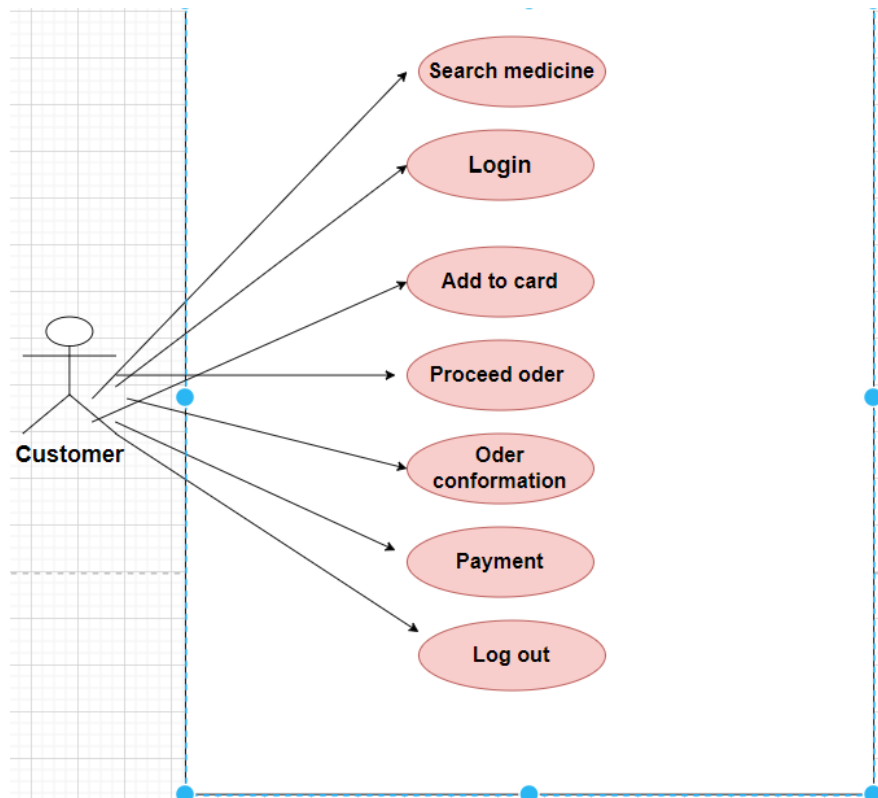 Search medicine
Login
Add to card
Proceed oder
Customer
Oder
conformation
Payment
Log out